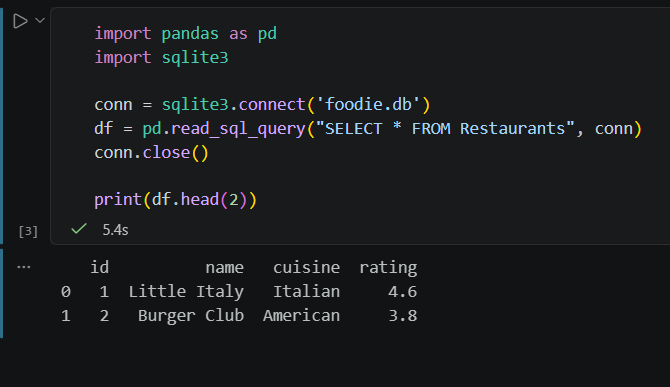 import pandas as pd
import sqlite3
conn = sqlite3.connect('foodie.db')
df = pd.read_sql_query("SELECT * FROM Restaurants", conn)
conn.close()
print(df.head(2))
[3]
5.4s
...
id name cuisine rating
0 1 Little Italy Italian 4.6
1 2 Burger Club American 3.8